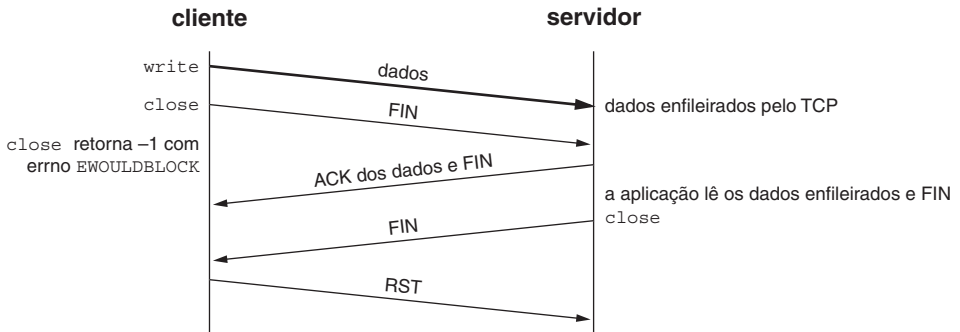 cliente
servidor
write
dados
dados enfileirados pelo TCP
close
FIN
close retorna –1 com
errno EWOULDBLOCK
ACK dos dados e FIN
a aplicação lê os dados enfileirados e FIN
close
FIN
RST